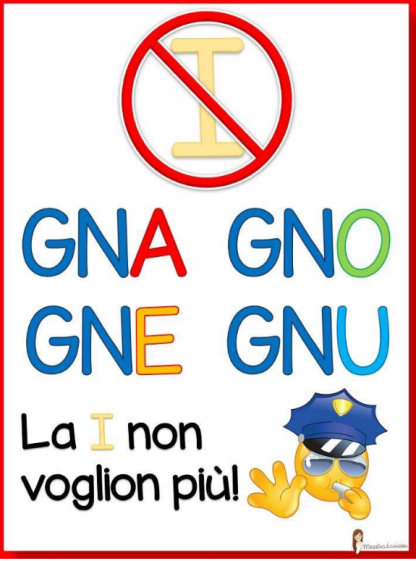 I
GNA GNO
GNE GNU
La I non
voglion più!